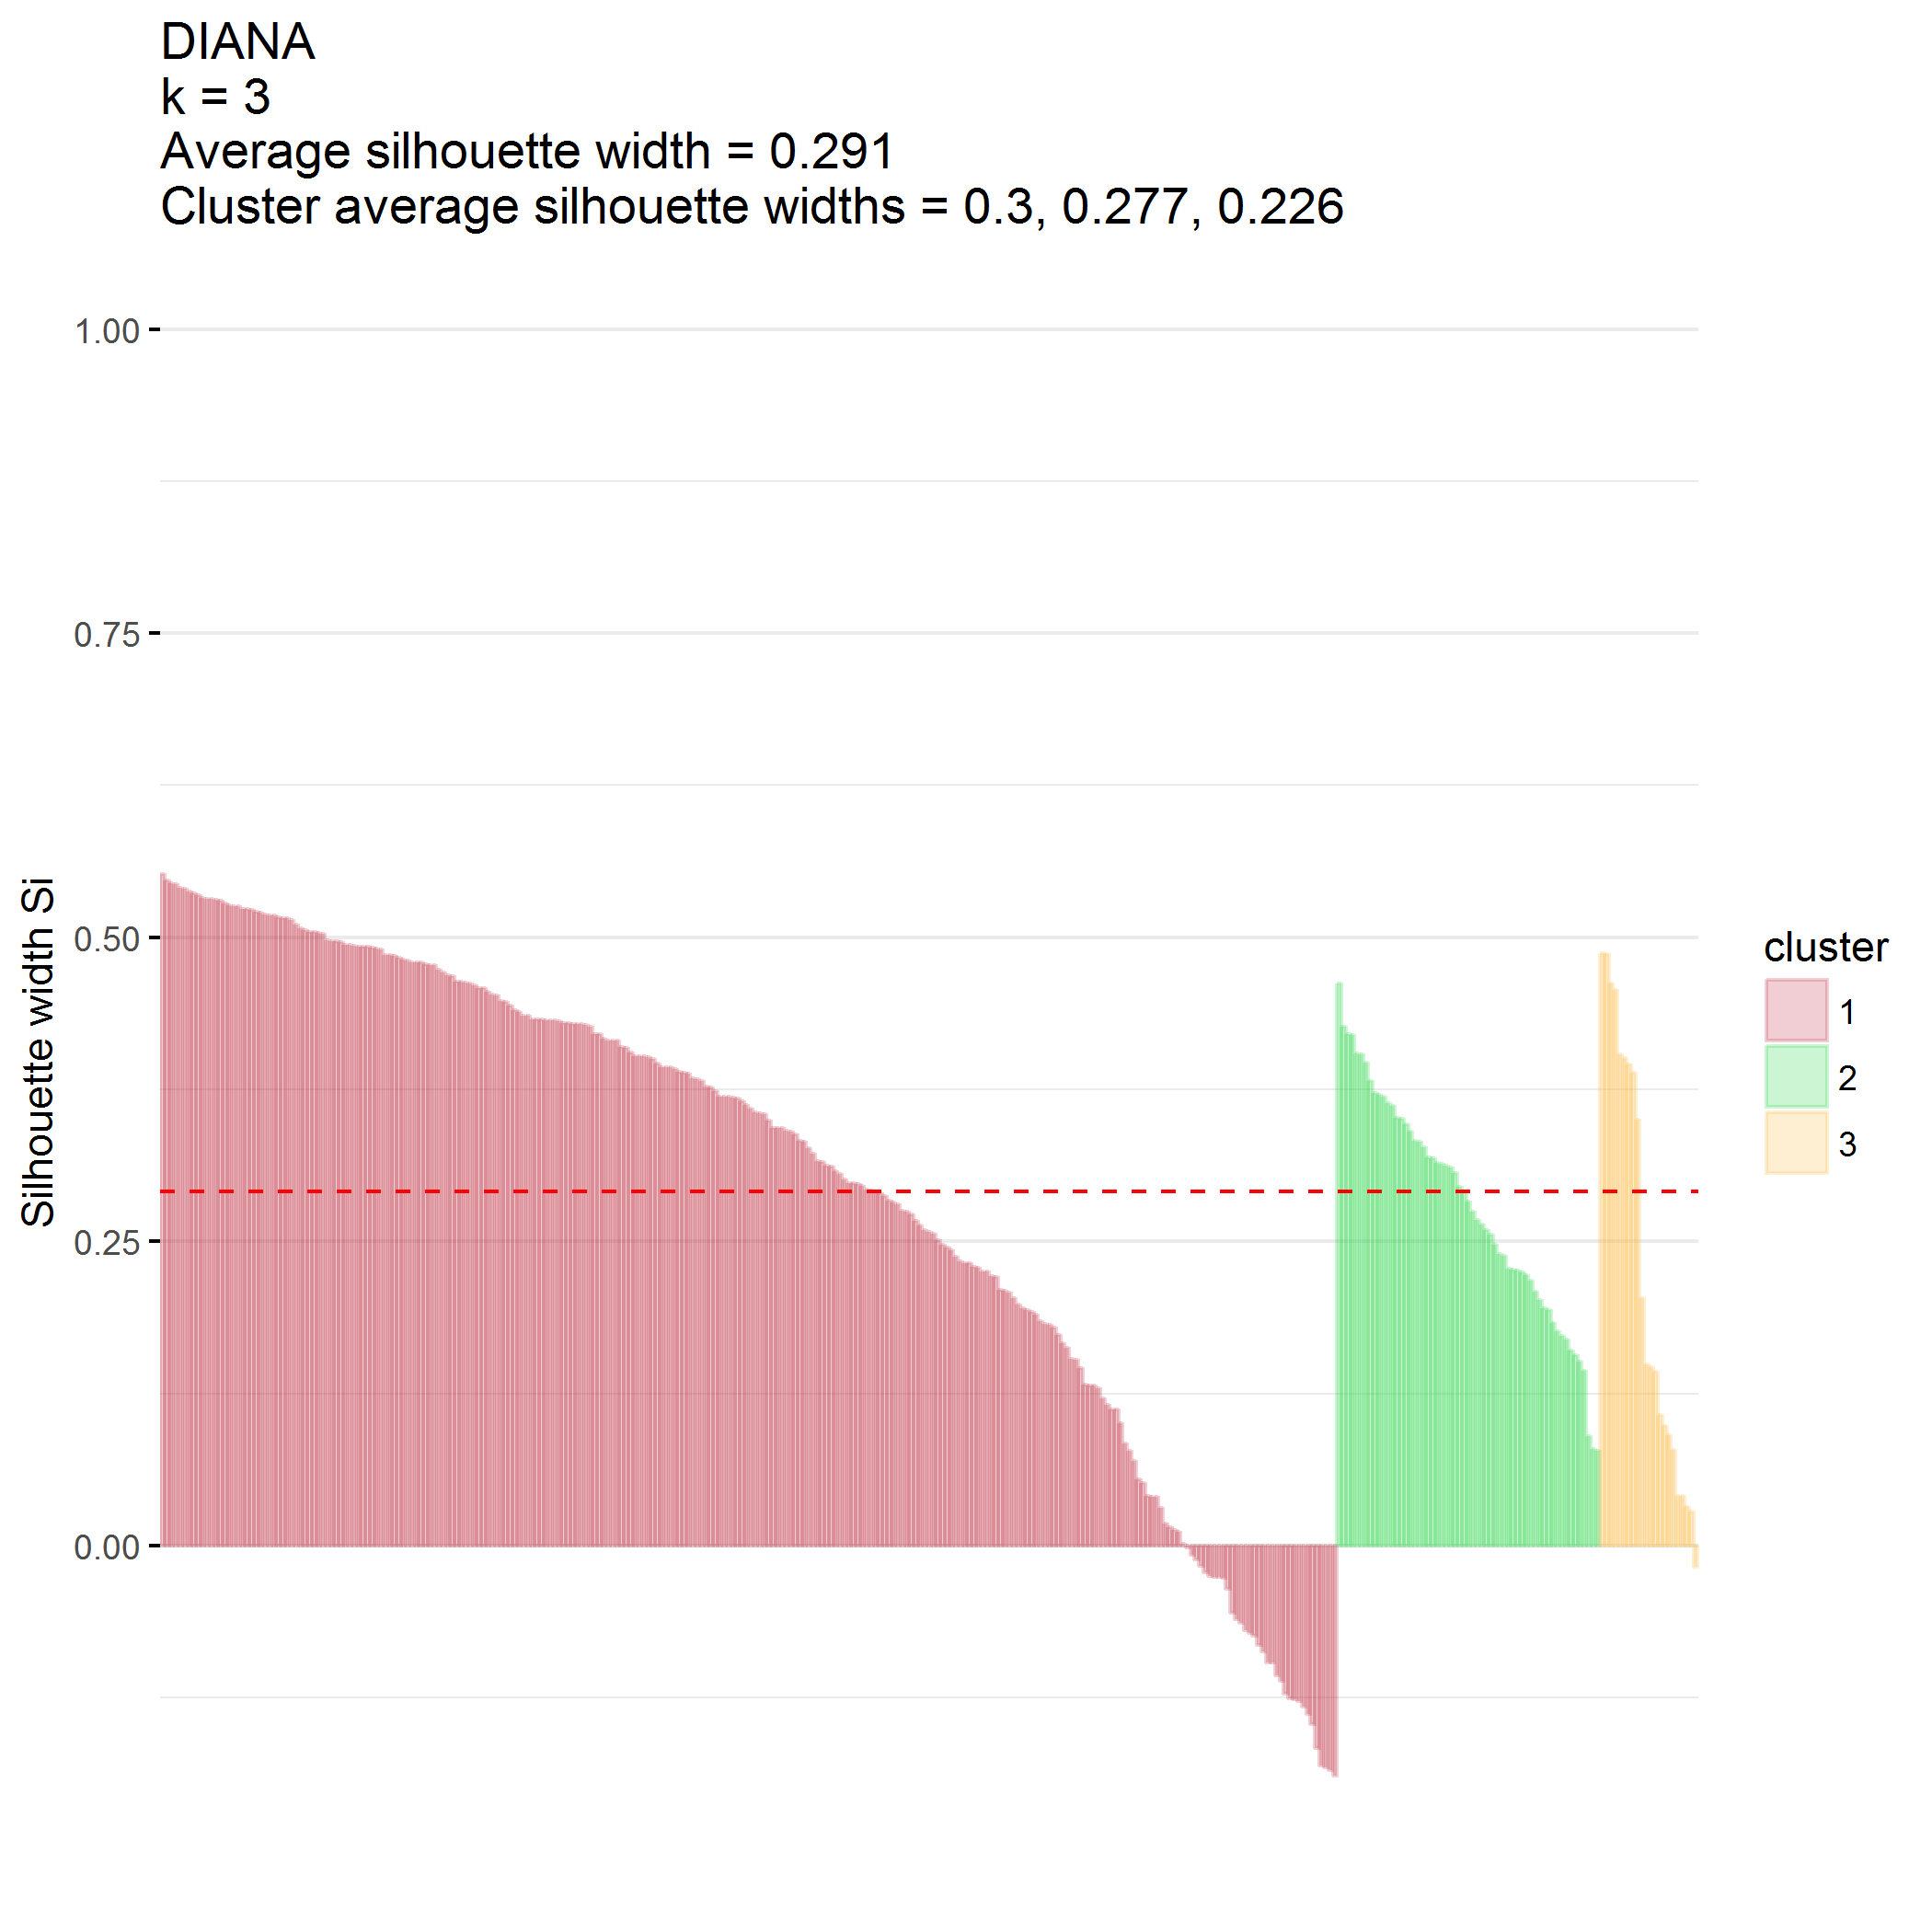 DIANA
k = 3
Average silhouette width = 0.291
Cluster average silhouette widths = 0.3, 0.277, 0.226
1.00
0.75
0.50
0.25
0.00
Silhouette width Si
cluster
1
2
3